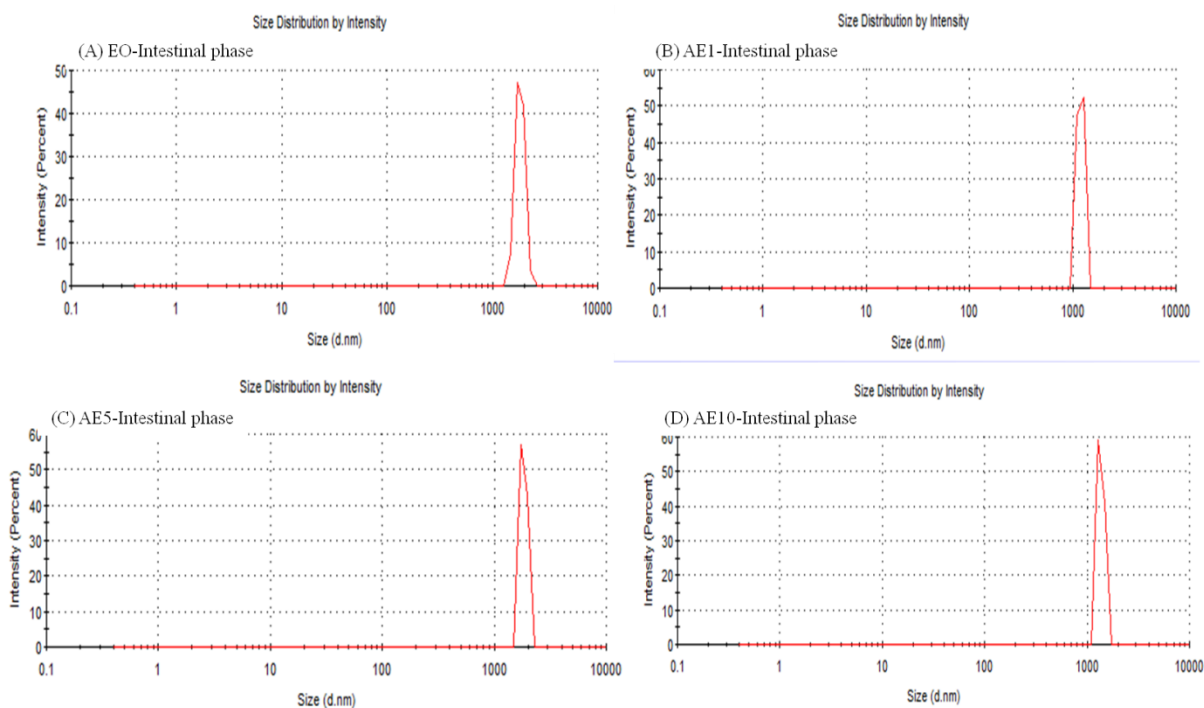 Size Distribution by Intensity
(A) EO-Intestinal phase
Intensity (Percent)
50
40
30
20
10
0
0.1 1 10 100 1000 10000
Size (d.nm)
Size Distribution by Intensity
(B) AE1-Intestinal phase
Intensity (Percent)
60
50
40
30
20
10
0
0.1 1 10 100 1000 10000
Size (d.nm)
Size Distribution by Intensity
(C) AE5-Intestinal phase
Intensity (Percent)
60
50
40
30
20
10
0
0.1 1 10 100 1000 10000
Size (d.nm)
Size Distribution by Intensity
(D) AE10-Intestinal phase
Intensity (Percent)
60
50
40
30
20
10
0
0.1 1 10 100 1000 10000
Size (d.nm)